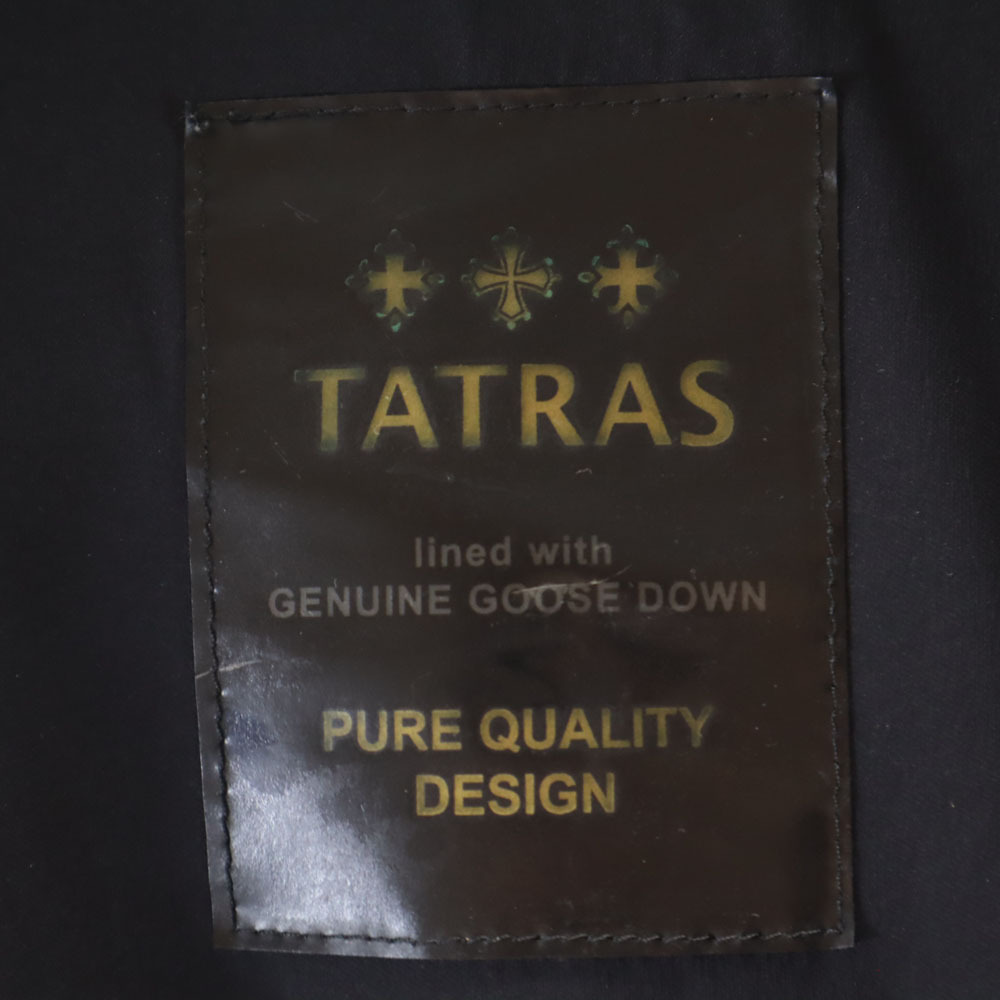 TATRAS
lined with
GENUINE GOOSE DOWN
PURE QUALITY
DESIGN